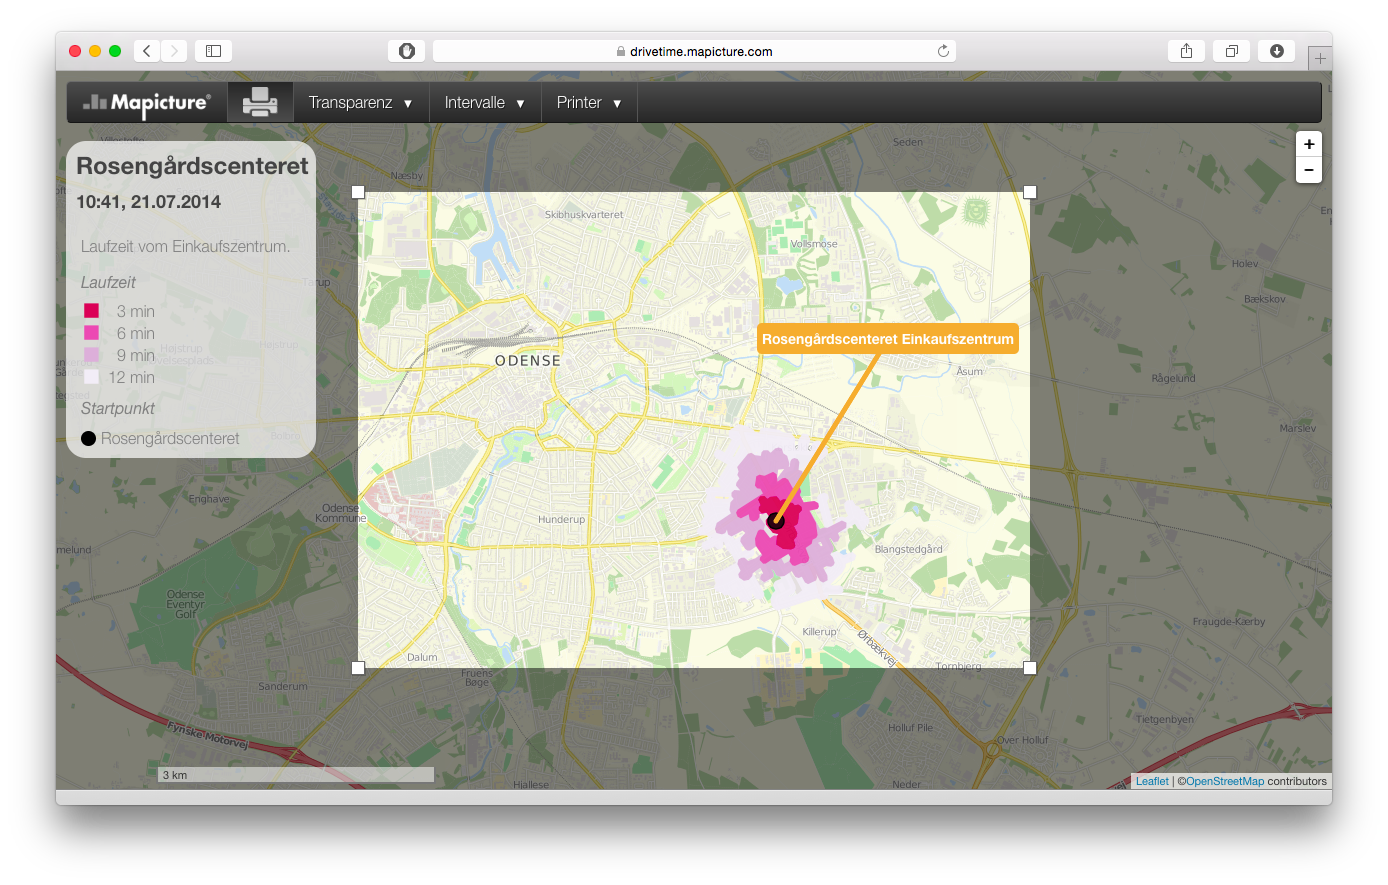 drivetime.mapicture.com
Mapicture®
Transparenz ▼
Intervalle ▼
Printer ▼
+
−
Rosengårdscenteret
10:41, 21.07.2014
Laufzeit vom Einkaufszentrum.
Laufzeit
3 min
6 min
9 min
12 min
Startpunkt
Rosengårdscenteret
Næsby
Seden
Skibhuskvarteret
Vollsmose
Holev
Bækskov
Tarup
Højstrup
Rosengårdscenteret Einkaufszentrum
ODENSE
Åsum
Rågelund
Bolbro
Marslev
Enghave
Odense
Kommune
Hunderup
Blangstedgård
Odense
Eventyr
Golf
Killerup
Ørbækvej
Fraugde-Kærby
Dalum
Tornbjerg
Fruens
Bøge
Sanderum
Tietgenbyen
Holluf Pile
Over Holluf
Fynske Motorvej
3 km
Hjallese
Neder
Leaflet | ©OpenStreetMap contributors